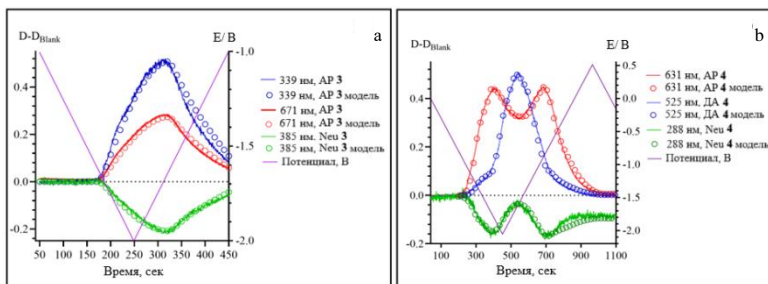 D-D_Blank
E/ B
a
-1.0
0.4
0.2
0.0
-0.2
-1.5
-2.0
50 100 150 200 250 300 350 400 450
Время, сек
339 нм, АР 3
339 нм, АР 3 модель
671 нм, АР 3
671 нм, АР 3 модель
385 нм, Neu 3
385 нм, Neu 3 модель
Потенциал, В
D-D_Blank
E/ B
b
0.4
0.2
0.0
-0.2
0.5
0.0
-0.5
-1.0
-1.5
-2.0
100 300 500 700 900 1100
Время, сек
631 нм, АР 4
631 нм, АР 4 модель
525 нм, ДА 4
525 нм, ДА 4 модель
288 нм, Neu 4
288 нм, Neu 4 модель
Потенциал, В